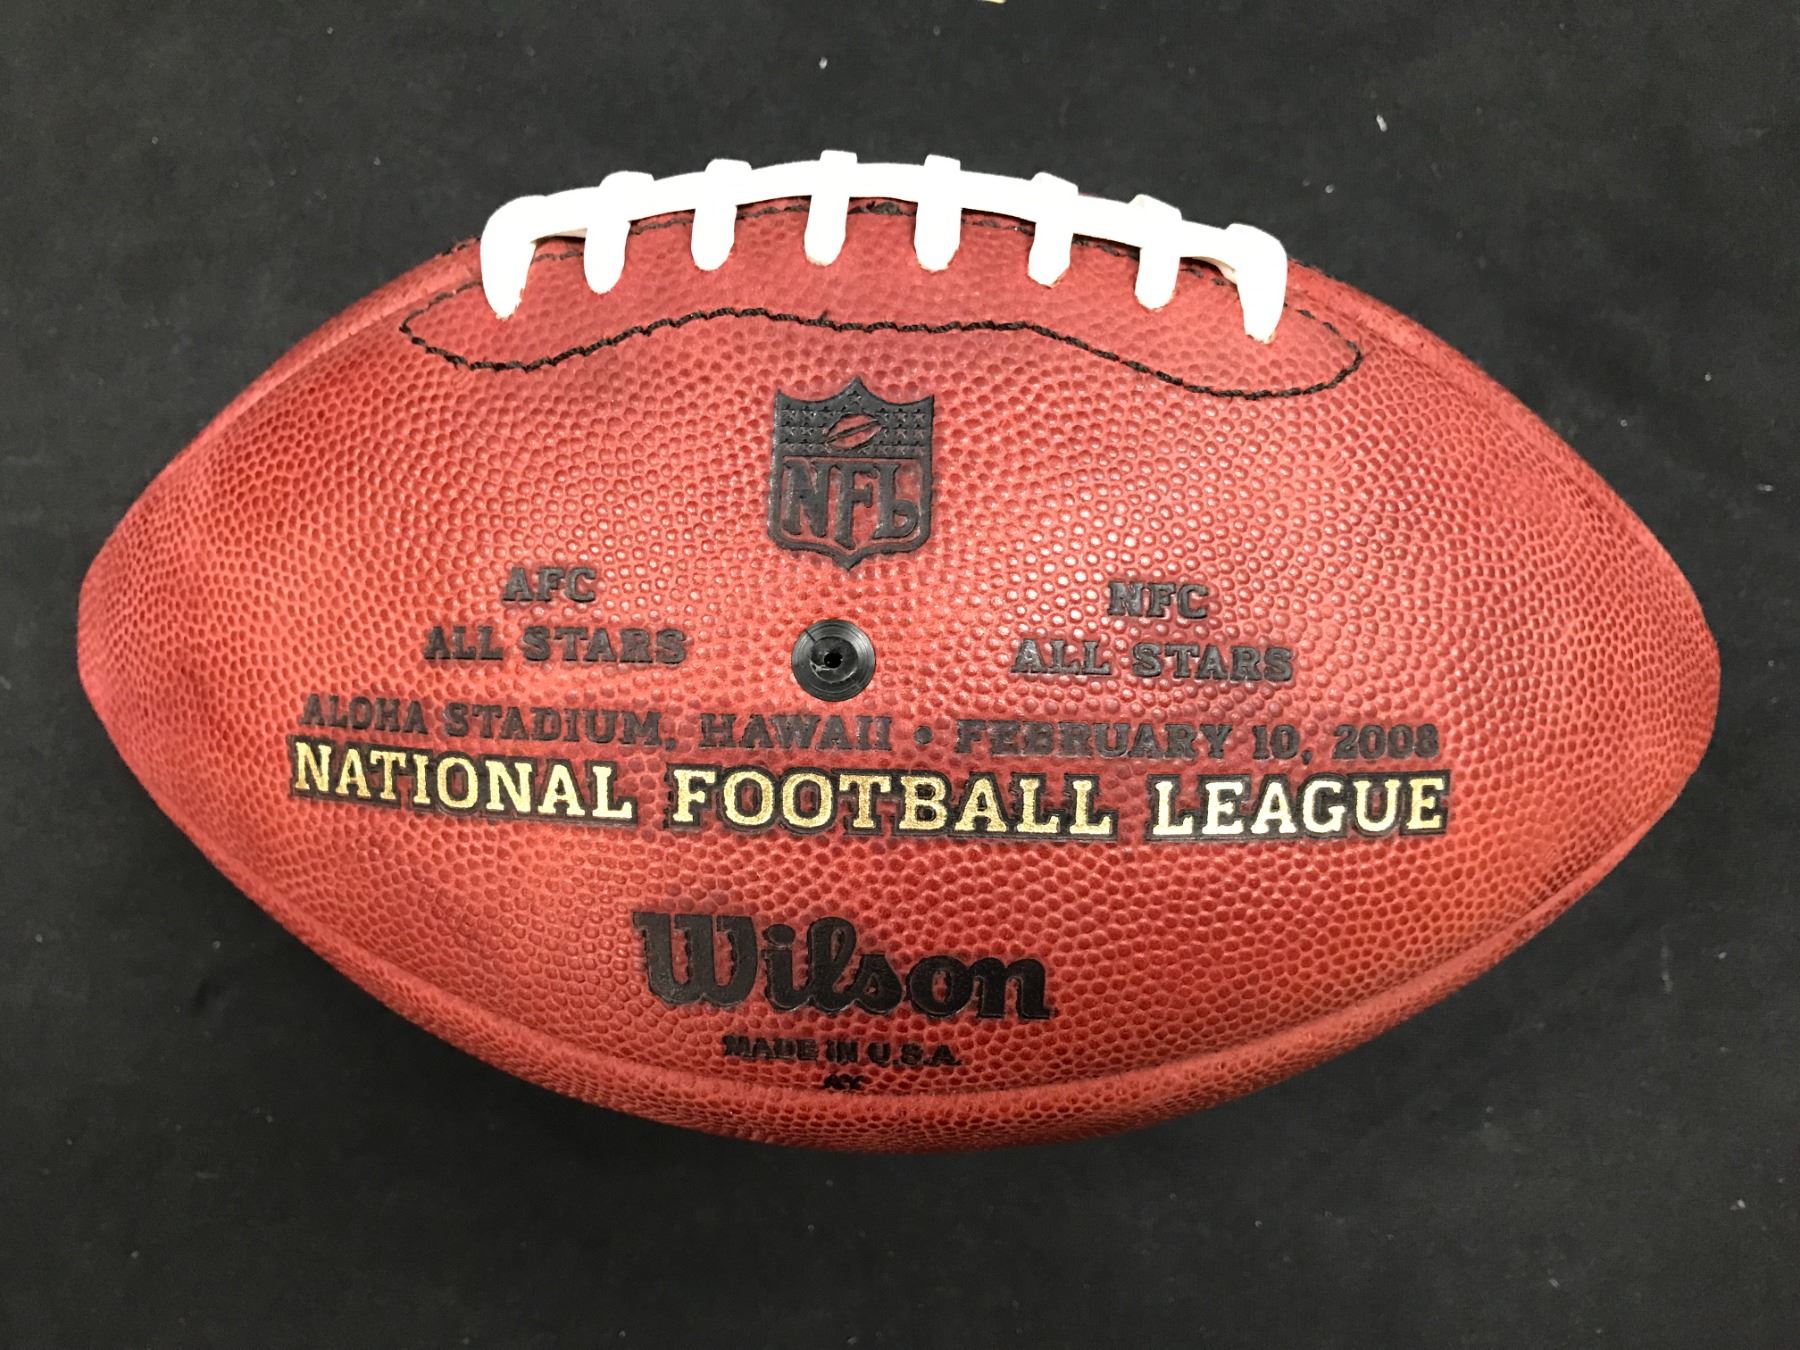 NFL
AFC
ALL STARS
NFC
ALL STARS
ALOHA STADIUM, HAWAII • FEBRUARY 10, 2008
NATIONAL FOOTBALL LEAGUE
Wilson
MADE IN U.S.A.